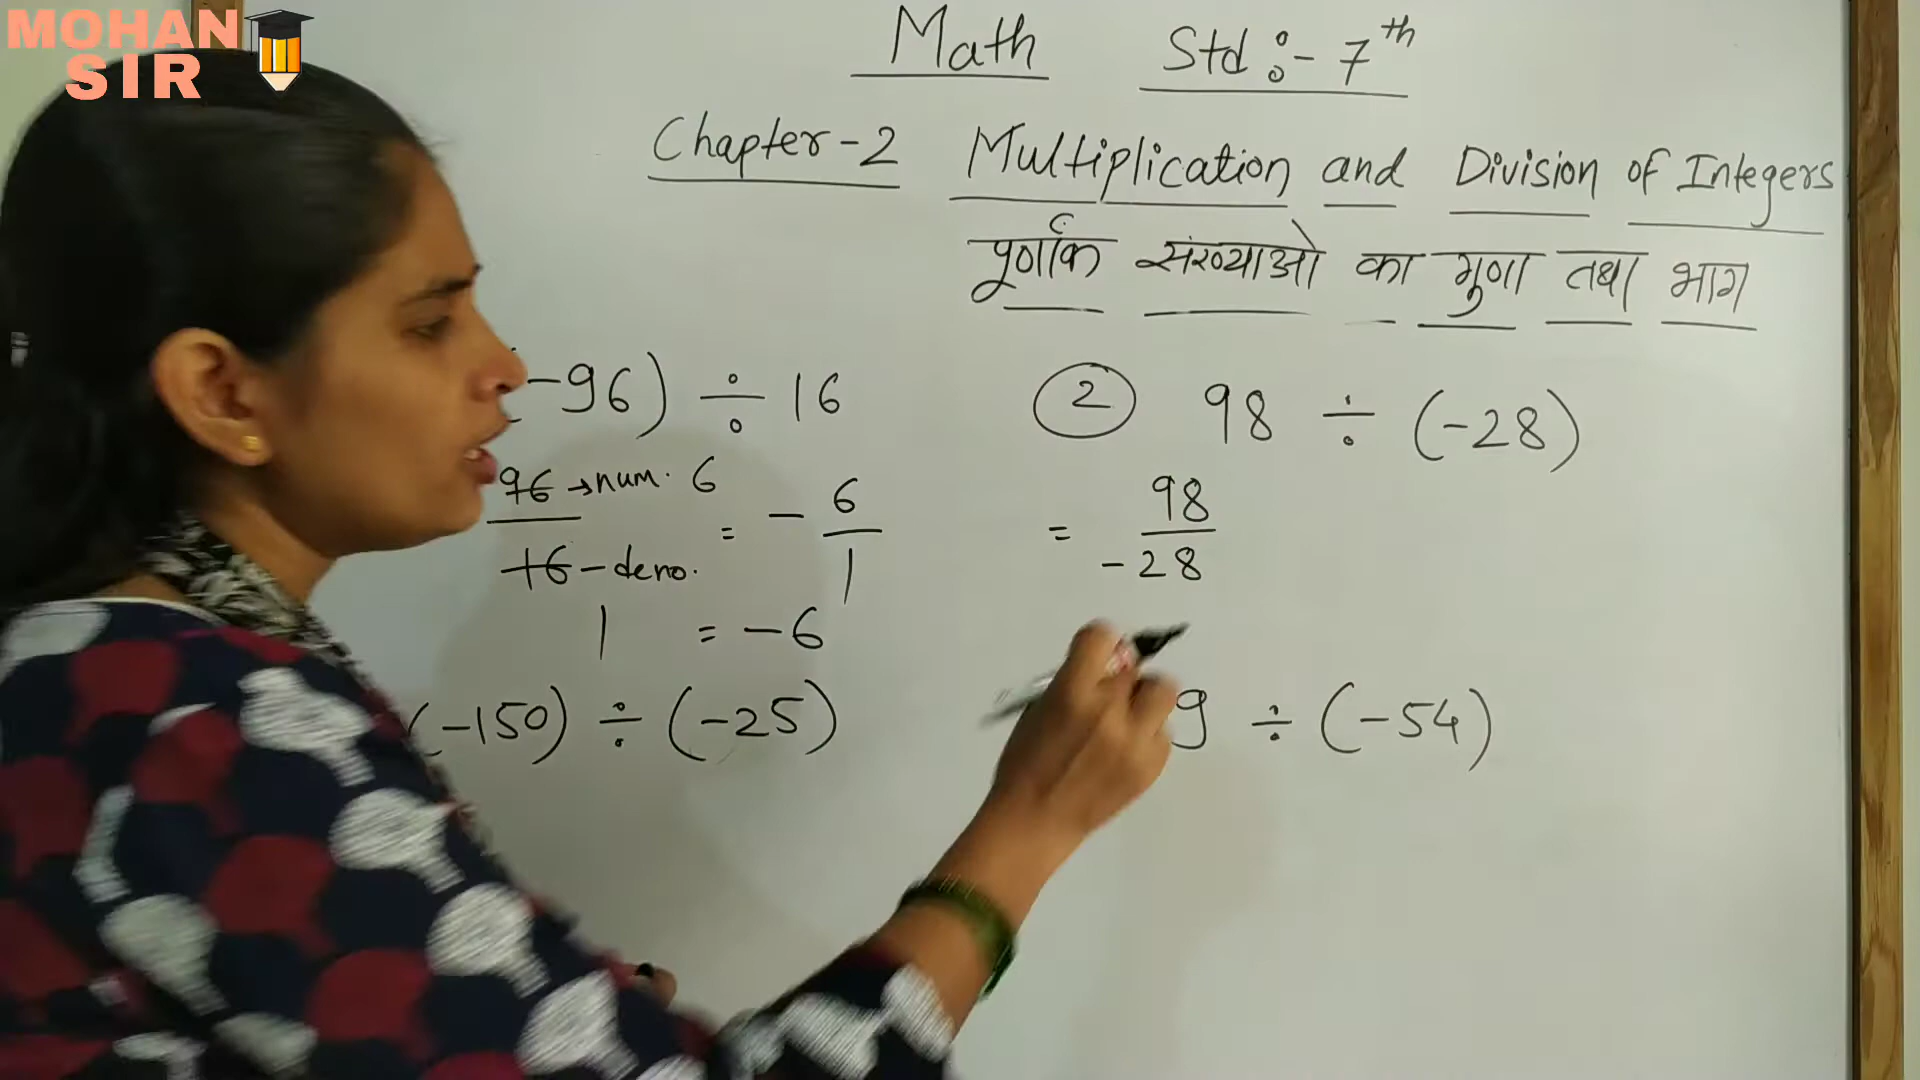 MOHAN
SIR
Math Std :- 7th
Chapter-2 Multiplication and Division of Integers
पूर्णांक संख्याओ का गुणा तथा भाग
(-96) ÷ 16
96 → num. 6
16 - deno.
1
= - 6/1
= -6
(-150) ÷ (-25)
2 98 ÷ (-28)
= 98
-28
9 ÷ (-54)